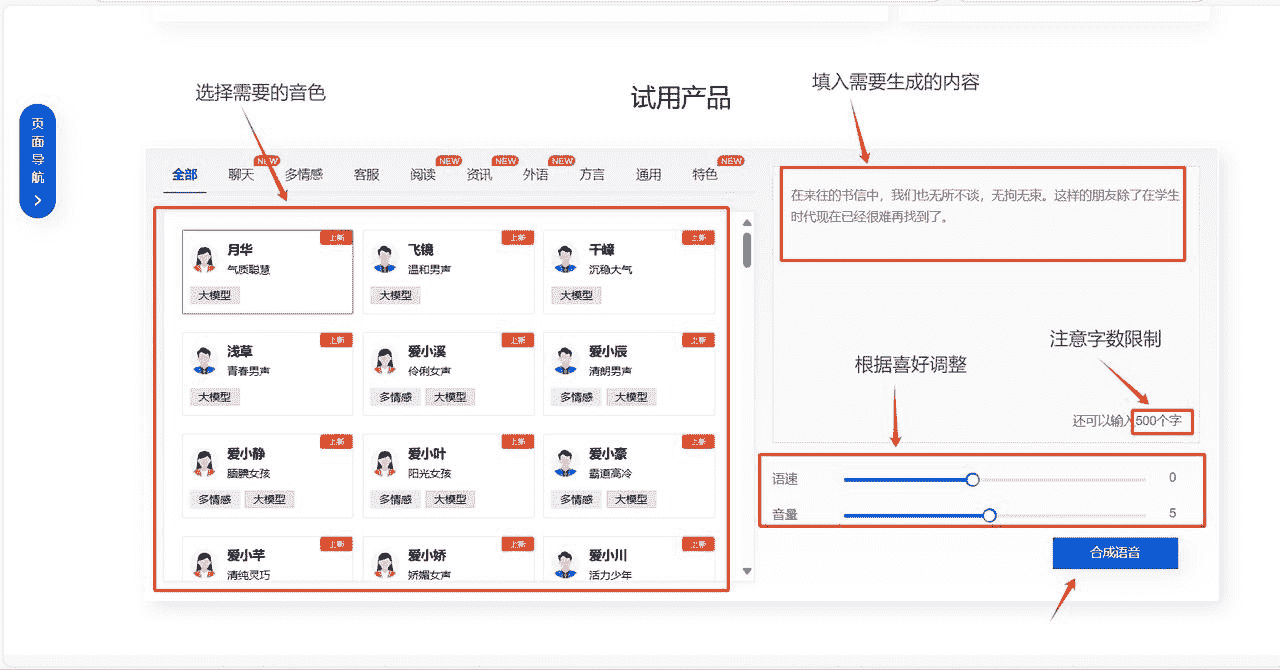 选择需要的音色
试用产品
填入需要生成的内容
页面导航
全部 聊天 NEW 多情感 客服 阅读 NEW 资讯 NEW 外语 NEW 方言 通用 特色 NEW
在来往的书信中，我们也无所不谈，无拘无束。这样的朋友除了在学生
时代现在已经很难再找到了。
上新 上新 上新
月华 飞镜 千嶂
气质聪慧 温和男声 沉稳大气
大模型 大模型 大模型
上新 上新 上新
浅草 爱小溪 爱小辰
青春男声 伶俐女声 清朗男声
大模型 多情感 大模型 多情感 大模型
上新 上新 上新
爱小静 爱小叶 爱小豪
腼腆女孩 阳光女孩 霸道高冷
多情感 大模型 多情感 大模型 多情感 大模型
上新 上新 上新
爱小芊 爱小娇 爱小川
清纯灵巧 娇媚女声 活力少年
注意字数限制
根据喜好调整
还可以输入500个字
语速 0
音量 5
合成语音